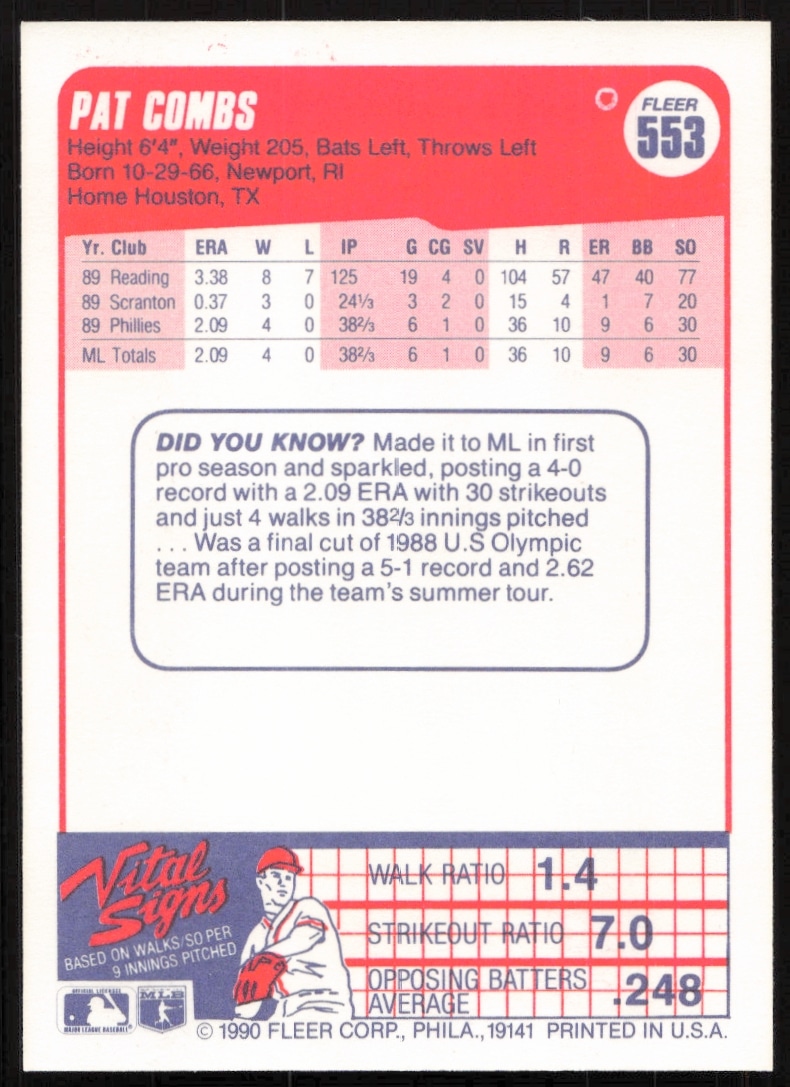 PAT COMBS
FLEER
553
Height 6'4", Weight 205, Bats Left, Throws Left
Born 10-29-66, Newport, RI
Home Houston, TX
Yr. Club ERA W L IP G CG SV H R ER BB SO
89 Reading 3.38 8 7 125 19 4 0 104 57 47 40 77
89 Scranton 0.37 3 0 24⅓ 3 2 0 15 4 1 7 20
89 Phillies 2.09 4 0 38⅔ 6 1 0 36 10 9 6 30
ML Totals 2.09 4 0 38⅔ 6 1 0 36 10 9 6 30
DID YOU KNOW? Made it to ML in first
pro season and sparkled, posting a 4-0
record with a 2.09 ERA with 30 strikeouts
and just 4 walks in 38⅔ innings pitched
. . . Was a final cut of 1988 U.S Olympic
team after posting a 5-1 record and 2.62
ERA during the team's summer tour.
Vital
Signs
BASED ON WALKS/SO PER
9 INNINGS PITCHED
WALK RATIO 1.4
STRIKEOUT RATIO 7.0
OPPOSING BATTERS
AVERAGE .248
OFFICIAL LICENSEE
MAJOR LEAGUE BASEBALL
MLB
© 1990 FLEER CORP., PHILA., 19141 PRINTED IN U.S.A.